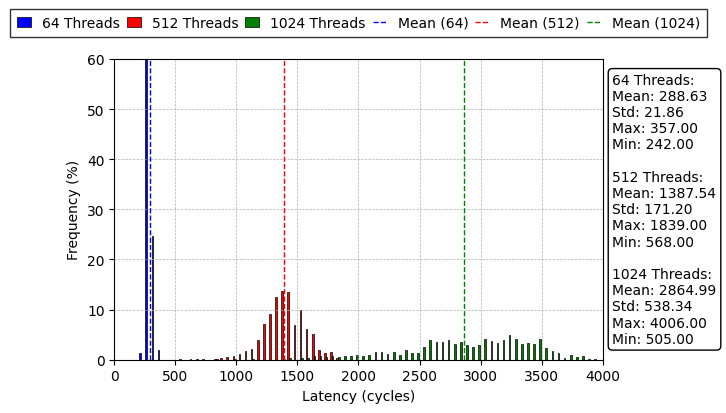 64 Threads 512 Threads 1024 Threads Mean (64) Mean (512) Mean (1024)
60
50
40
30
20
10
0
Frequency (%)
0 500 1000 1500 2000 2500 3000 3500 4000
Latency (cycles)
64 Threads:
Mean: 288.63
Std: 21.86
Max: 357.00
Min: 242.00
512 Threads:
Mean: 1387.54
Std: 171.20
Max: 1839.00
Min: 568.00
1024 Threads:
Mean: 2864.99
Std: 538.34
Max: 4006.00
Min: 505.00